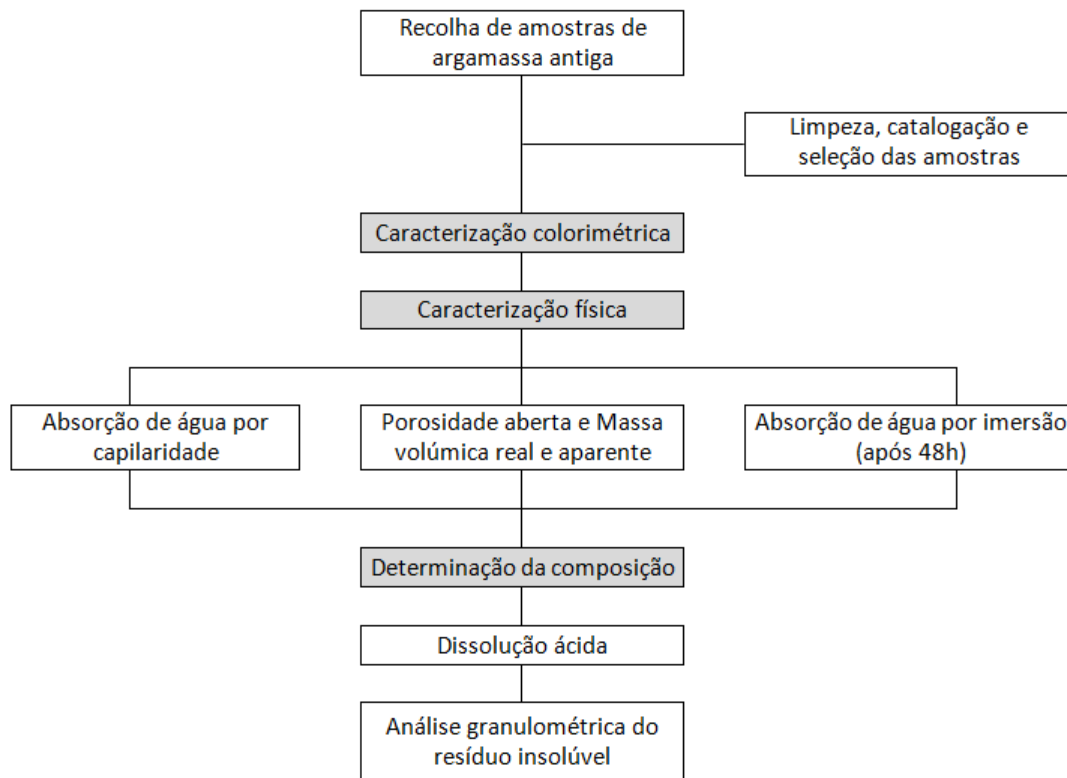 Recolha de amostras de
argamassa antiga
Limpeza, catalogação e
seleção das amostras
Caracterização colorimétrica
Caracterização física
Absorção de água por
capilaridade
Porosidade aberta e Massa
volúmica real e aparente
Absorção de água por imersão
(após 48h)
Determinação da composição
Dissolução ácida
Análise granulométrica do
resíduo insolúvel